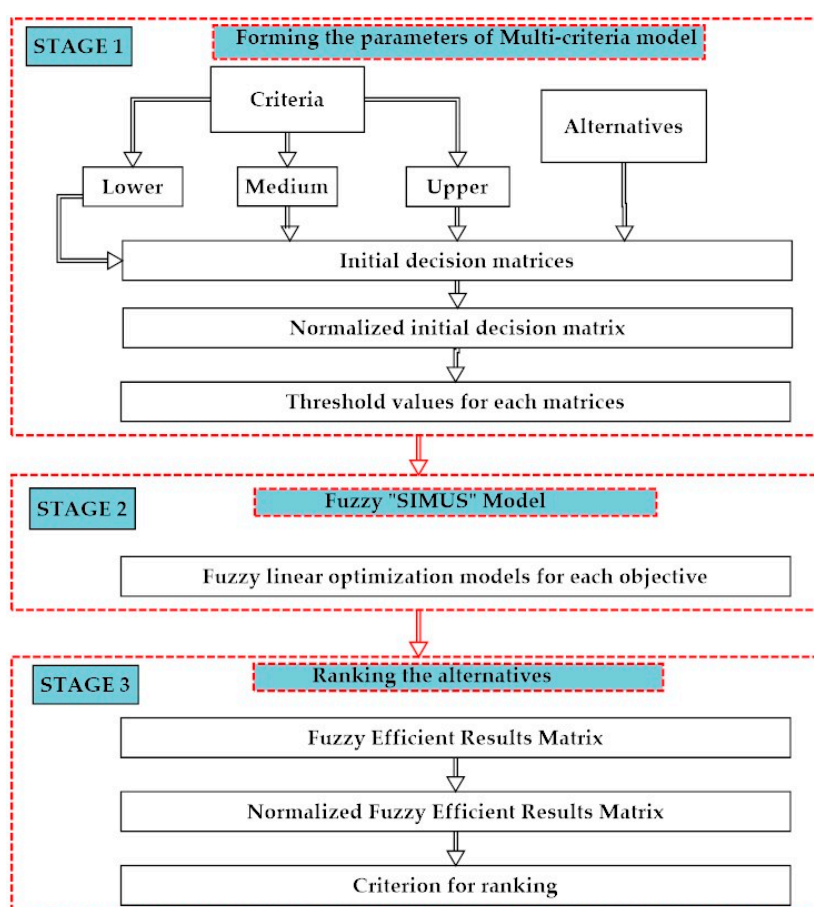 STAGE 1
Forming the parameters of Multi-criteria model
Criteria
Alternatives
Lower
Medium
Upper
Initial decision matrices
Normalized initial decision matrix
Threshold values for each matrices
STAGE 2
Fuzzy "SIMUS" Model
Fuzzy linear optimization models for each objective
STAGE 3
Ranking the alternatives
Fuzzy Efficient Results Matrix
Normalized Fuzzy Efficient Results Matrix
Criterion for ranking